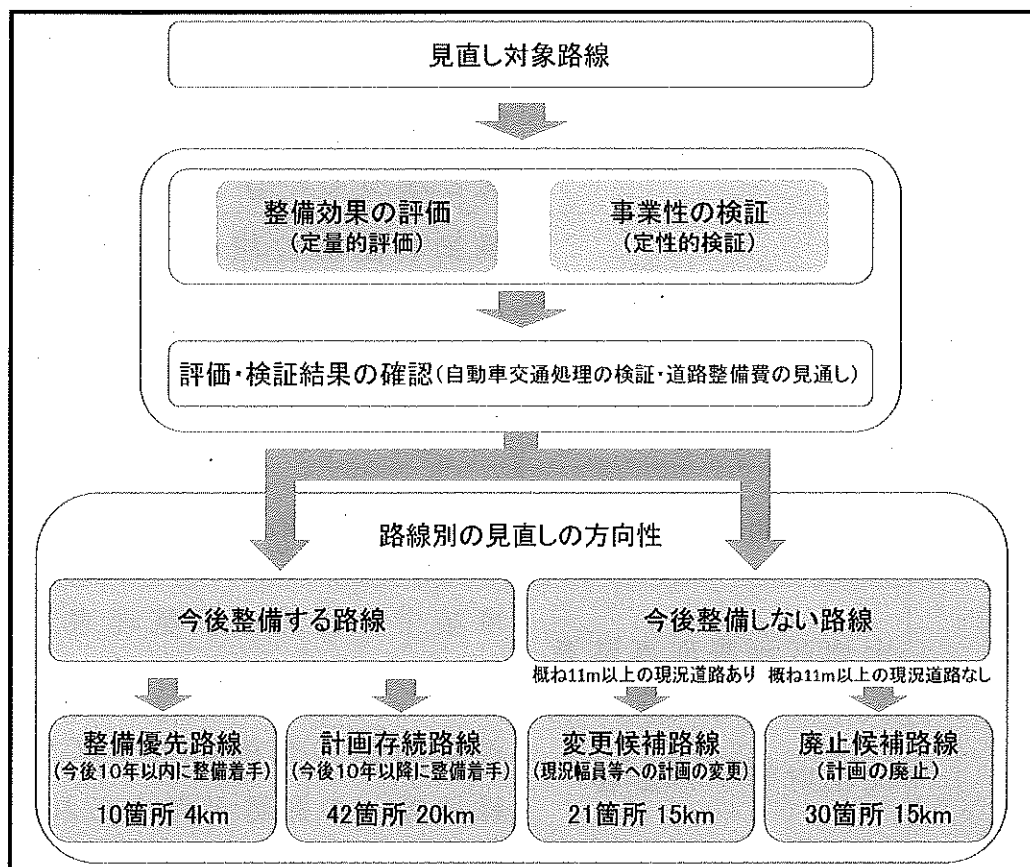 見直し対象路線
整備効果の評価
(定量的評価)
事業性の検証
(定性的検証)
評価・検証結果の確認(自動車交通処理の検証・道路整備費の見通し)
路線別の見直しの方向性
今後整備する路線
今後整備しない路線
概ね11m以上の現況道路あり
概ね11m以上の現況道路なし
整備優先路線
(今後10年以内に整備着手)
10箇所 4km
計画存続路線
(今後10年以降に整備着手)
42箇所 20km
変更候補路線
(現況幅員等への計画の変更)
21箇所 15km
廃止候補路線
(計画の廃止)
30箇所 15km